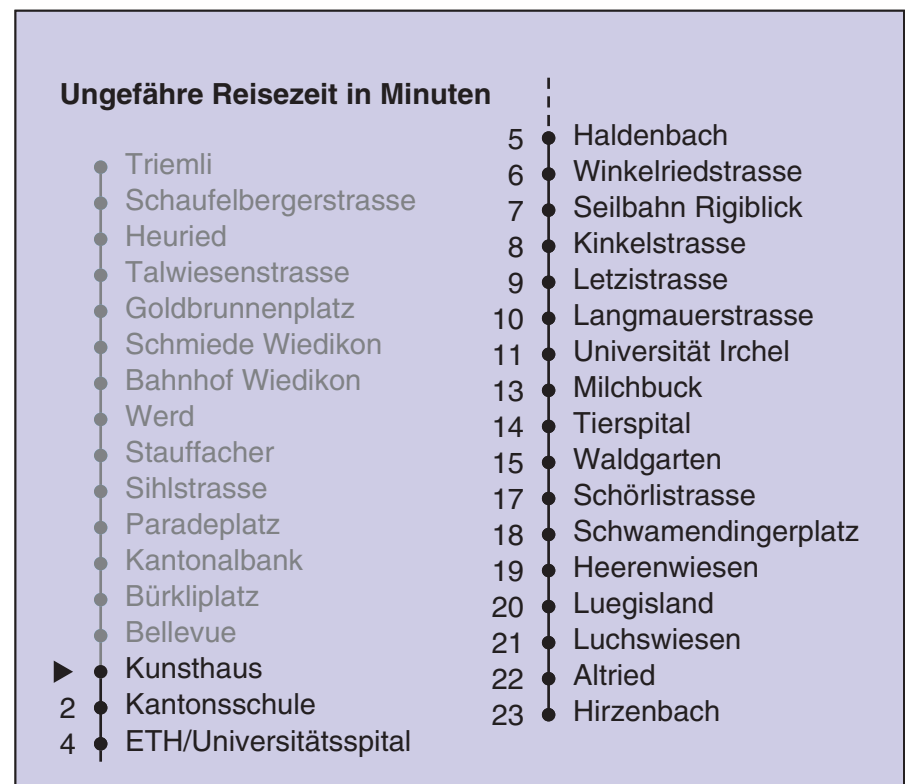 Ungefähre Reisezeit in Minuten
Triemli
Schaufelbergerstrasse
Heuried
Talwiesenstrasse
Goldbrunnenplatz
Schmiede Wiedikon
Bahnhof Wiedikon
Werd
Stauffacher
Sihlstrasse
Paradeplatz
Kantonalbank
Bürkliplatz
Bellevue
Kunsthaus
2 Kantonsschule
4 ETH/Universitätsspital
5 Haldenbach
6 Winkelriedstrasse
7 Seilbahn Rigiblick
8 Kinkelstrasse
9 Letzistrasse
10 Langmauerstrasse
11 Universität Irchel
13 Milchbuck
14 Tierspital
15 Waldgarten
17 Schörlistrasse
18 Schwamendingerplatz
19 Heerenwiesen
20 Luegisland
21 Luchswiesen
22 Altried
23 Hirzenbach